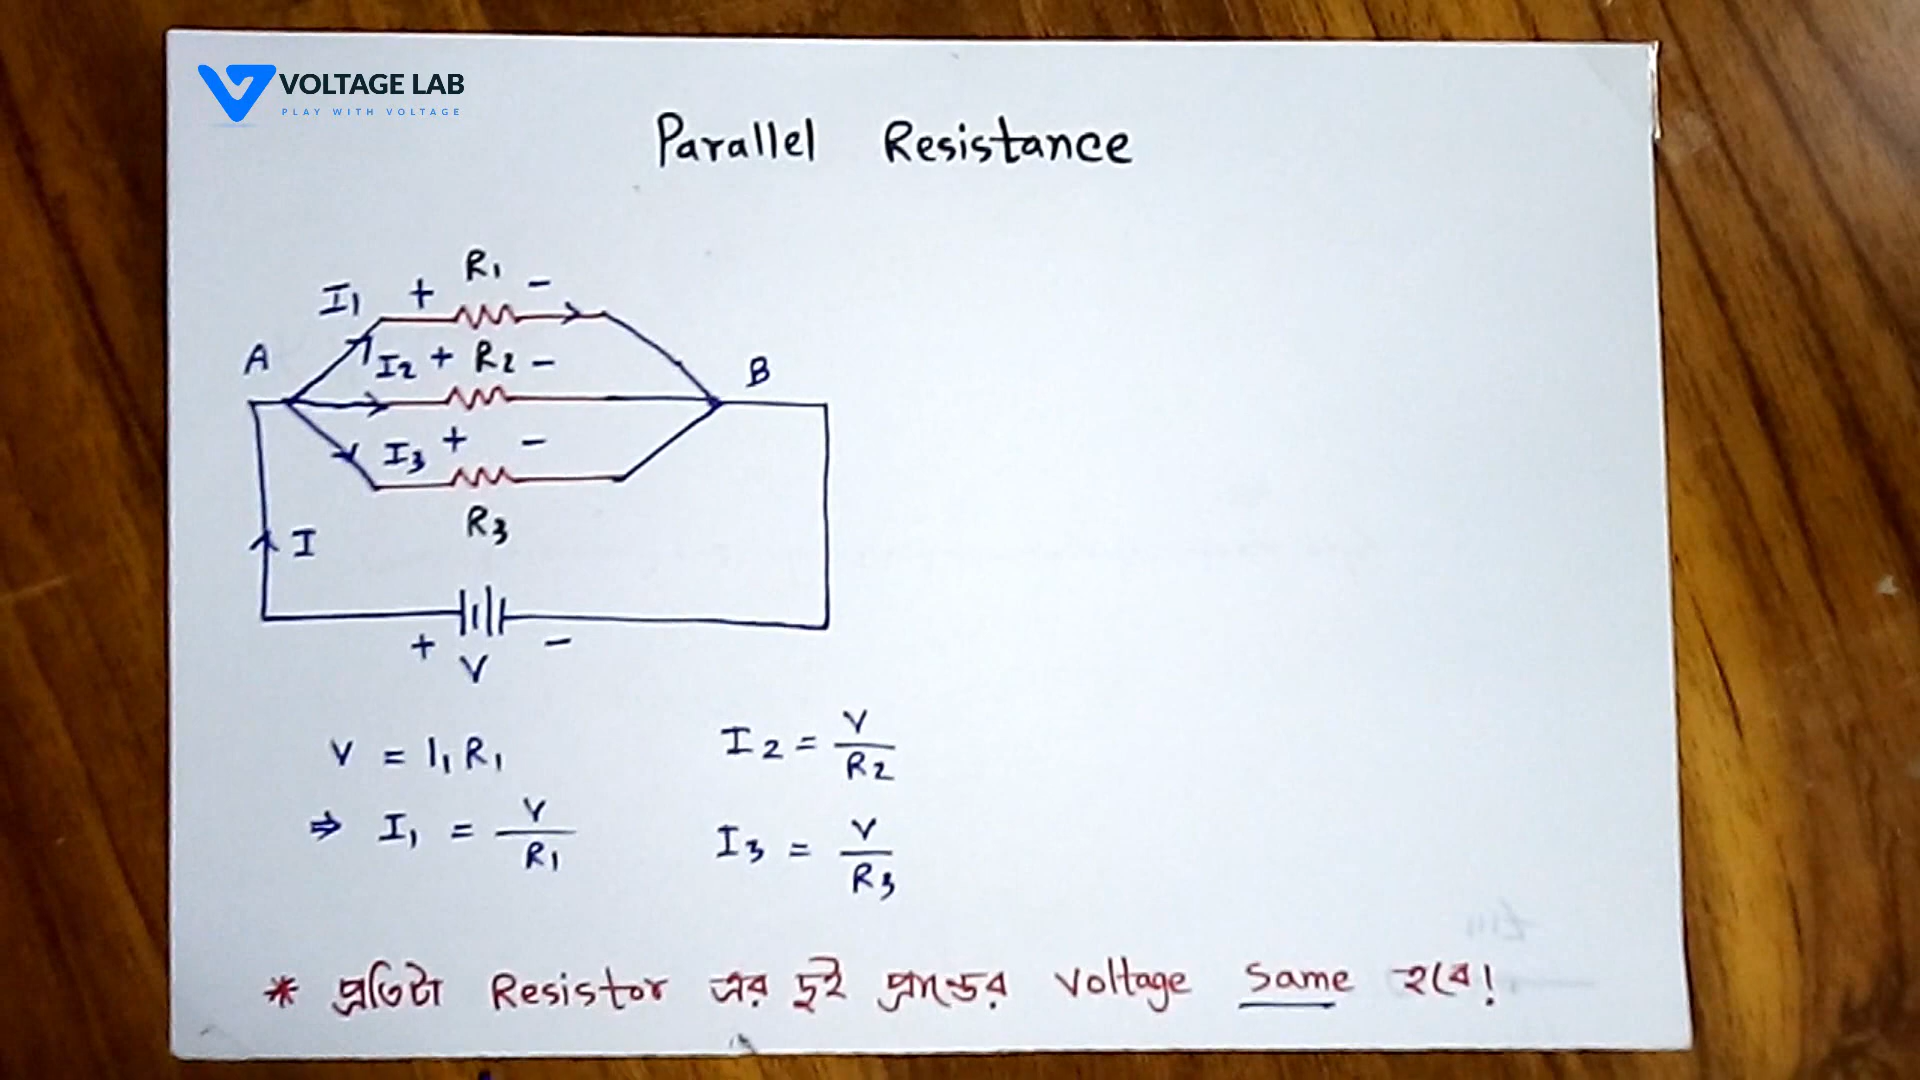 VOLTAGE LAB
PLAY WITH VOLTAGE
Parallel Resistance
R1
I1 + -
A
I2 + R2 -
B
I3 + -
R3
I
+ -
V
V = I1 R1
⇒ I1 = V/R1
I2 = V/R2
I3 = V/R3
* প্রতিটা Resistor এর দুই প্রান্তের Voltage Same হবে!